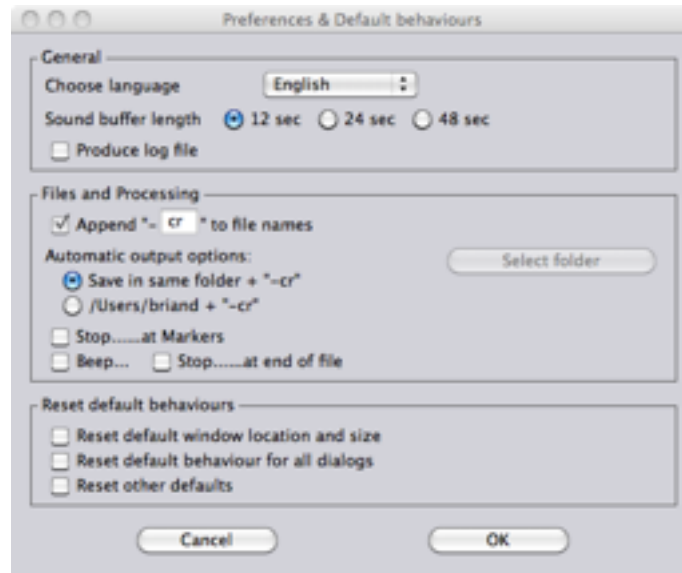 Preferences & Default behaviours
General
Choose language English
Sound buffer length 12 sec 24 sec 48 sec
Produce log file
Files and Processing
Append "- cr " to file names
Automatic output options:
Select folder
Save in same folder + "-cr"
/Users/briand + "-cr"
Stop......at Markers
Beep... Stop......at end of file
Reset default behaviours
Reset default window location and size
Reset default behaviour for all dialogs
Reset other defaults
Cancel OK